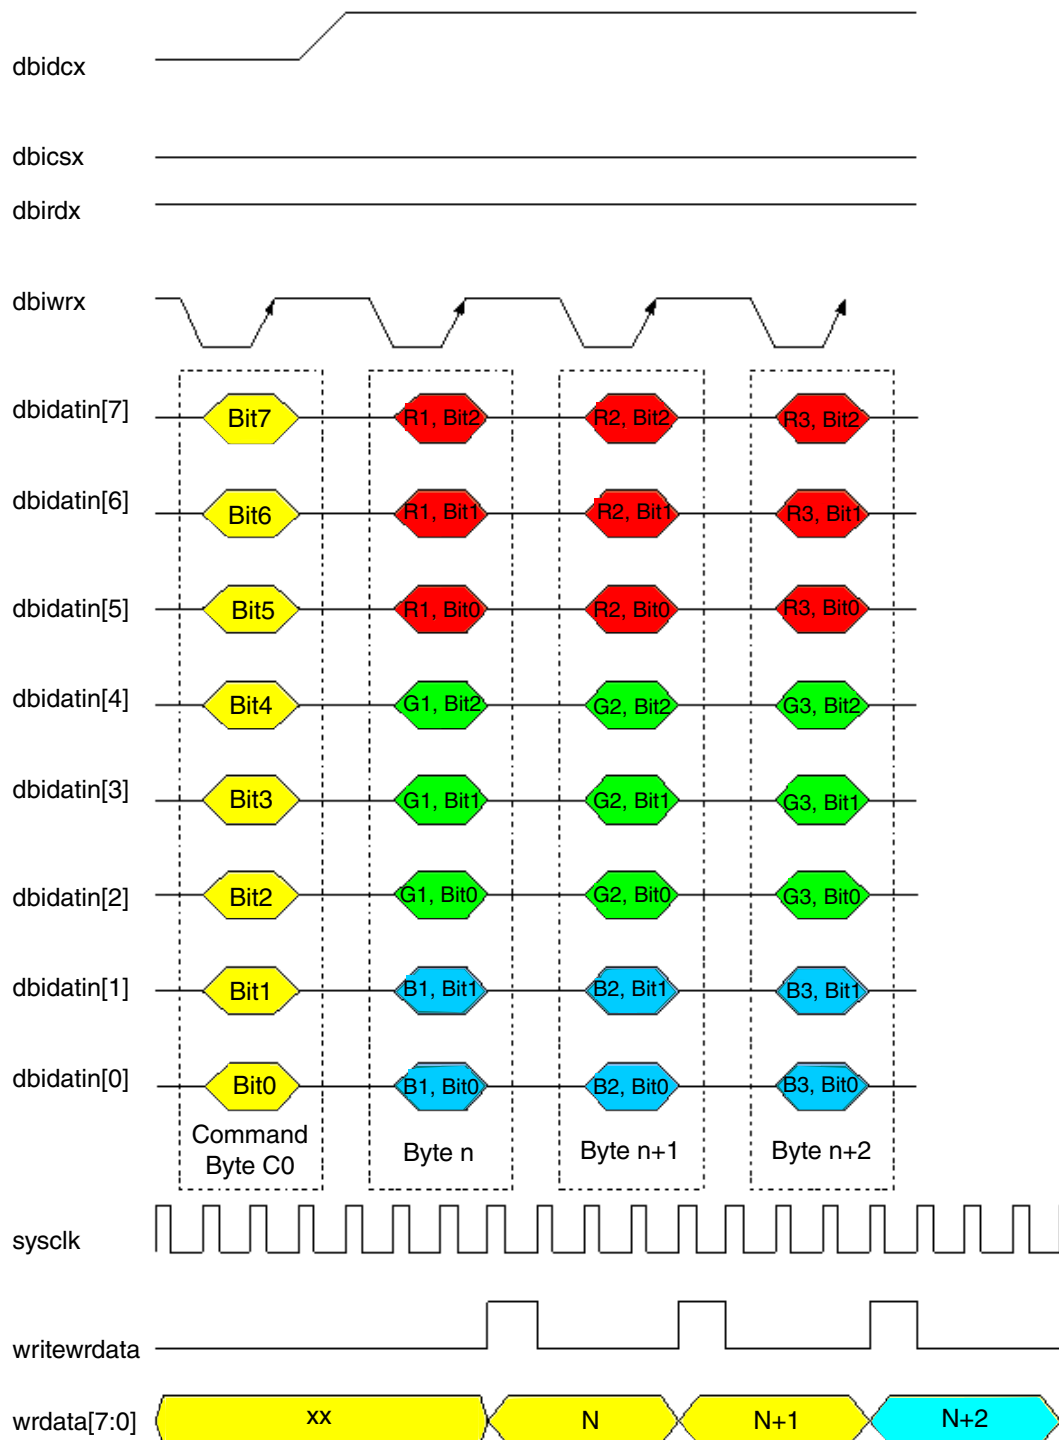 dbidcx
dbicsx
dbirdx
dbiwrx
dbidatin[7] Bit7 R1, Bit2 R2, Bit2 R3, Bit2
dbidatin[6] Bit6 R1, Bit1 R2, Bit1 R3, Bit1
dbidatin[5] Bit5 R1, Bit0 R2, Bit0 R3, Bit0
dbidatin[4] Bit4 G1, Bit2 G2, Bit2 G3, Bit2
dbidatin[3] Bit3 G1, Bit1 G2, Bit1 G3, Bit1
dbidatin[2] Bit2 G1, Bit0 G2, Bit0 G3, Bit0
dbidatin[1] Bit1 B1, Bit1 B2, Bit1 B3, Bit1
dbidatin[0] Bit0 B1, Bit0 B2, Bit0 B3, Bit0
Command
Byte C0
Byte n
Byte n+1
Byte n+2
sysclk
writewrdata
wrdata[7:0] xx N N+1 N+2